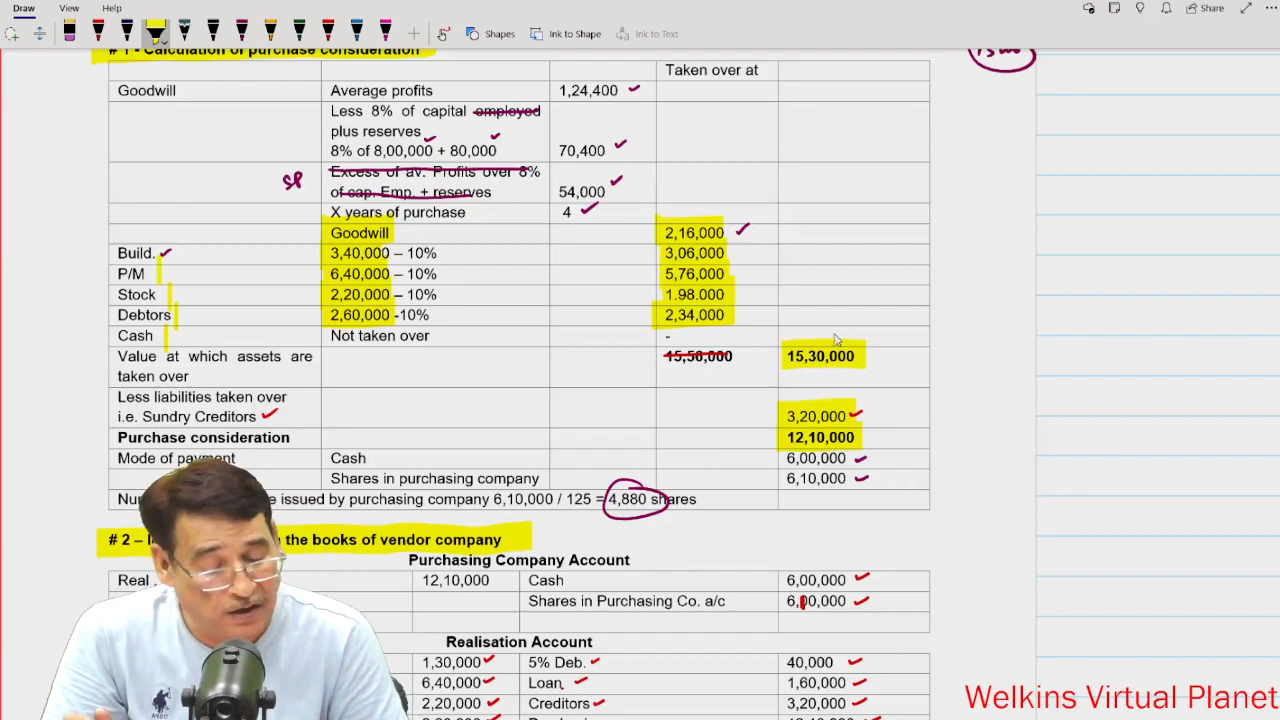 Draw View Help
Shapes Ink to Shape Ink to Text Share
# 1 - Calculation of purchase consideration
Taken over at
Goodwill Average profits 1,24,400
Less 8% of capital employed
plus reserves
8% of 8,00,000 + 80,000 70,400
Excess of av. Profits over 8%
SP of cap. Emp. + reserves 54,000
X years of purchase 4
Goodwill 2,16,000
Build. 3,40,000 – 10% 3,06,000
P/M 6,40,000 – 10% 5,76,000
Stock 2,20,000 – 10% 1.98.000
Debtors 2,60,000 -10% 2,34,000
Cash Not taken over -
Value at which assets are 15,56,000 15,30,000
taken over
Less liabilities taken over
i.e. Sundry Creditors 3,20,000
Purchase consideration 12,10,000
Mode of payment Cash 6,00,000
Shares in purchasing company 6,10,000
issued by purchasing company 6,10,000 / 125 = 4,880 shares
# 2 – the books of vendor company
Purchasing Company Account
Real 12,10,000 Cash 6,00,000
Shares in Purchasing Co. a/c 6,10,000
Realisation Account
1,30,000 5% Deb. 40,000
6,40,000 Loan 1,60,000
2,20,000 Creditors 3,20,000
Welkins Virtual Planet